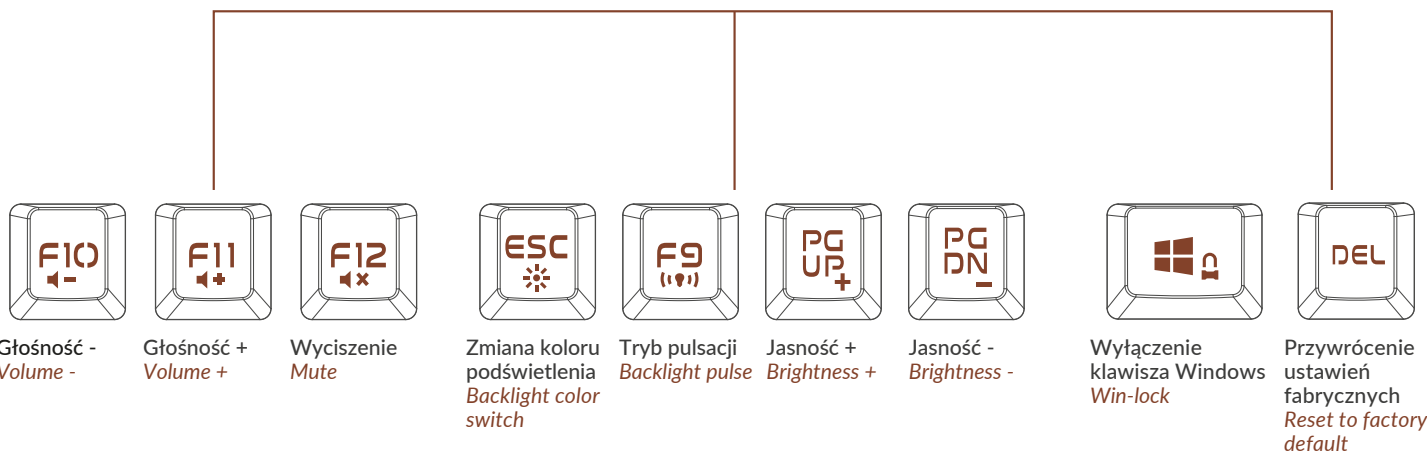 F10
F11
F12
ESC
F9
PG
UP
PG
DN
DEL
Głośność -
Volume -
Głośność +
Volume +
Wyciszenie
Mute
Zmiana koloru
podświetlenia
Backlight color
switch
Tryb pulsacji
Backlight pulse
Jasność +
Brightness +
Jasność -
Brightness -
Wyłączenie
klawisza Windows
Win-lock
Przywrócenie
ustawień
fabrycznych
Reset to factory
default